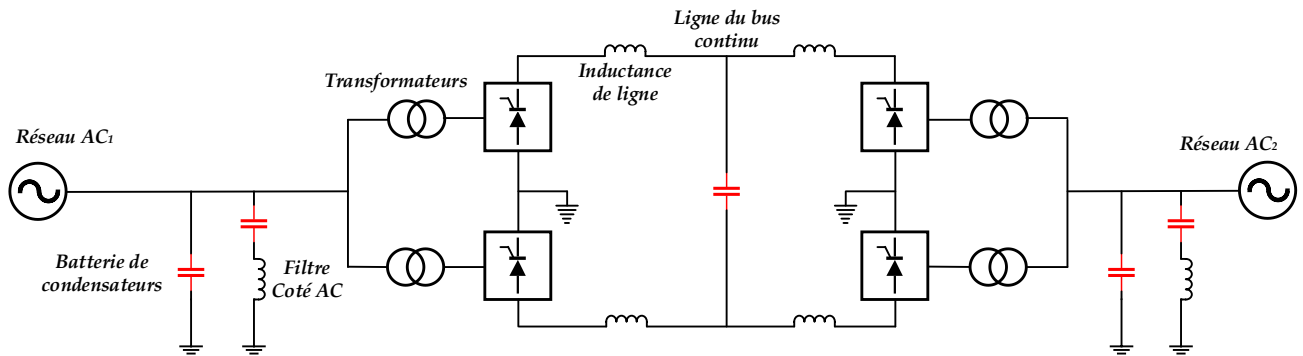 Ligne du bus
continu
Transformateurs
Inductance
de ligne
Réseau AC₁
Réseau AC₂
Batterie de
condensateurs
Filtre
Coté AC